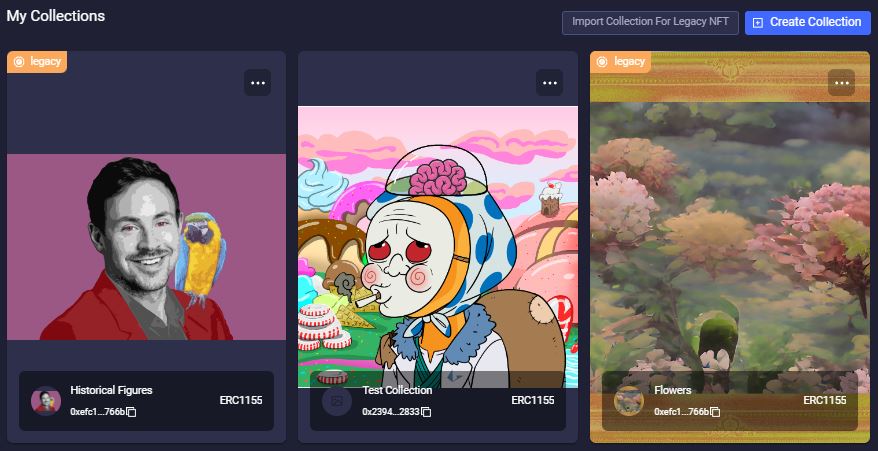 My Collections
Import Collection For Legacy NFT
Create Collection
legacy
legacy
Historical Figures
0xefc1...766b
ERC1155
Test Collection
0x2394...2833
ERC1155
Flowers
0xefc1...766b
ERC1155